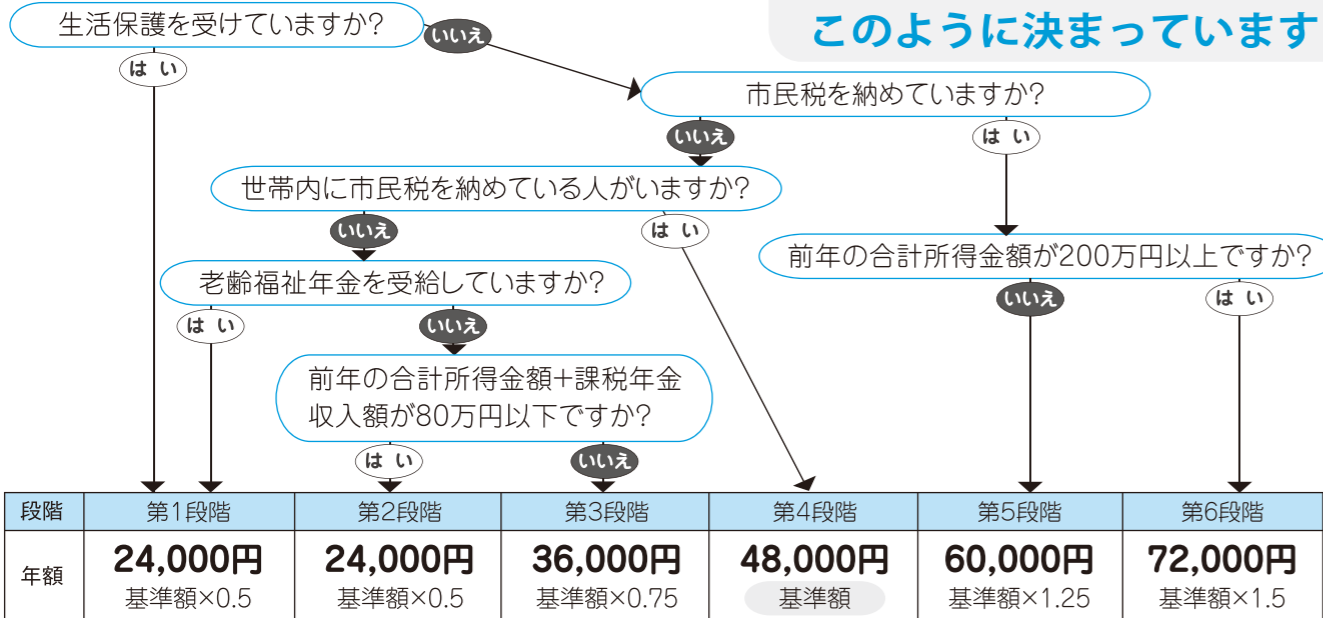 このように決まっています
生活保護を受けていますか?
いいえ
はい
市民税を納めていますか?
いいえ
はい
世帯内に市民税を納めている人がいますか?
いいえ
はい
前年の合計所得金額が200万円以上ですか?
いいえ
はい
老齢福祉年金を受給していますか?
はい
いいえ
前年の合計所得金額+課税年金
収入額が80万円以下ですか?
はい
いいえ
段階 第1段階 第2段階 第3段階 第4段階 第5段階 第6段階
年額 24,000円 24,000円 36,000円 48,000円 60,000円 72,000円
基準額×0.5 基準額×0.5 基準額×0.75 基準額 基準額×1.25 基準額×1.5